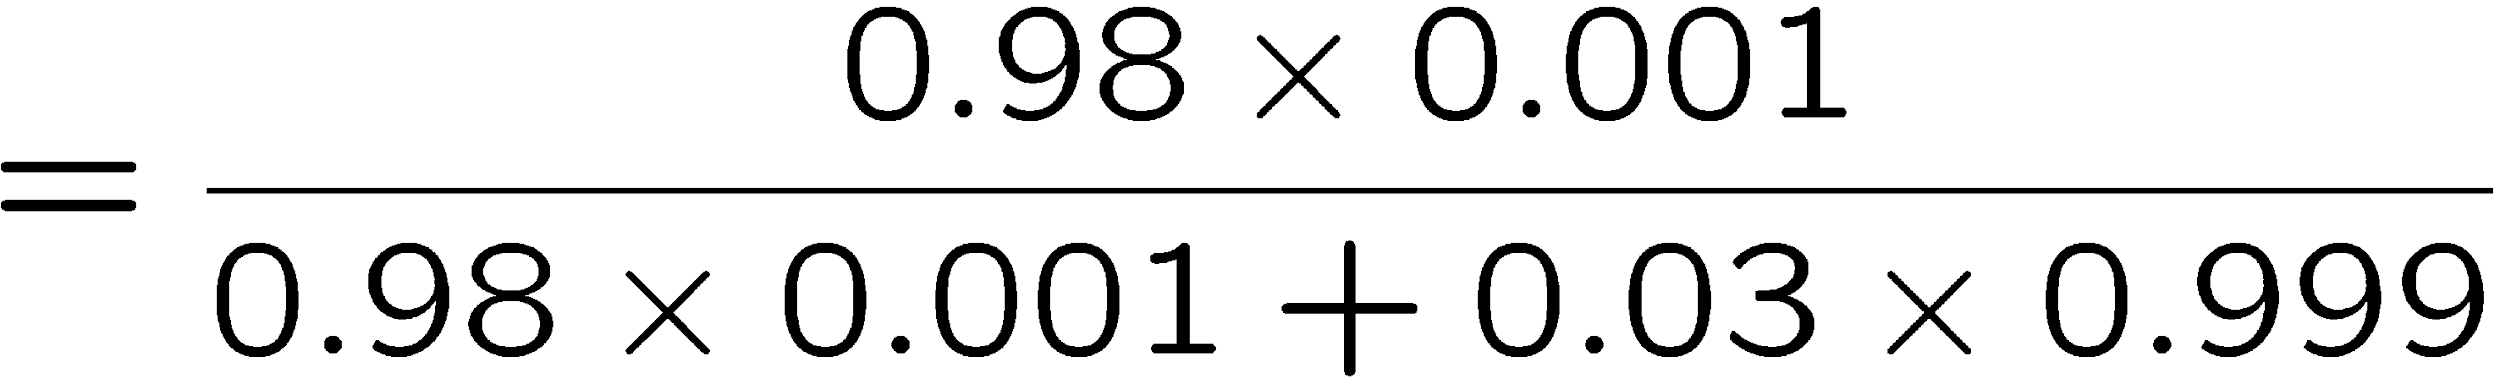 = 0.98 × 0.001
0.98 × 0.001 + 0.03 × 0.999